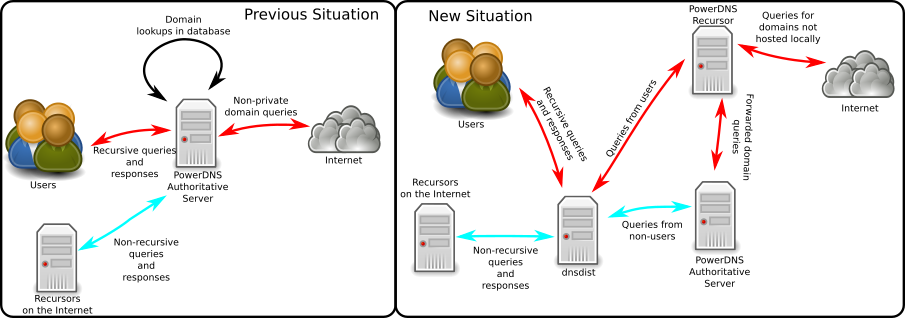 Previous Situation
Domain
lookups in database
Non-private
domain queries
Recursive queries
and
responses
Users
PowerDNS
Authoritative
Server
Internet
Non-recursive
queries
and
responses
Recursors
on the Internet
New Situation
PowerDNS
Recursor
Queries for
domains not
hosted locally
Internet
Users
Recursive queries
and responses
Queries from users
Forwarded domain
queries
Recursors
on the Internet
Non-recursive
queries
and
responses
dnsdist
Queries from
non-users
PowerDNS
Authoritative
Server